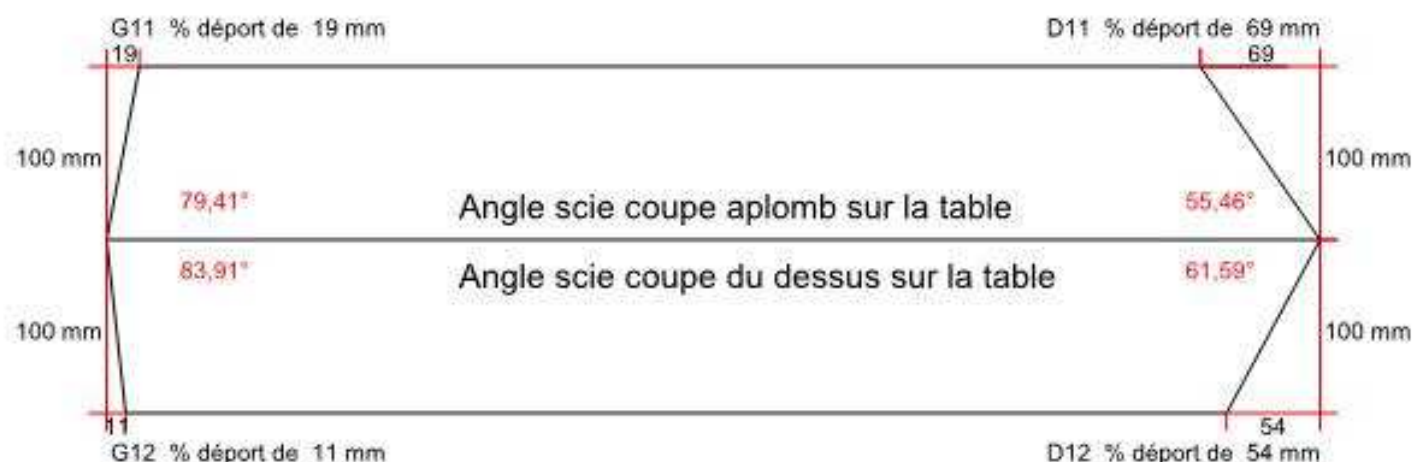 G11 % déport de 19 mm
D11 % déport de 69 mm
19
69
100 mm
100 mm
79,41°
Angle scie coupe aplomb sur la table
55,46°
83,91°
Angle scie coupe du dessus sur la table
61,59°
100 mm
100 mm
11
54
G12 % déport de 11 mm
D12 % déport de 54 mm